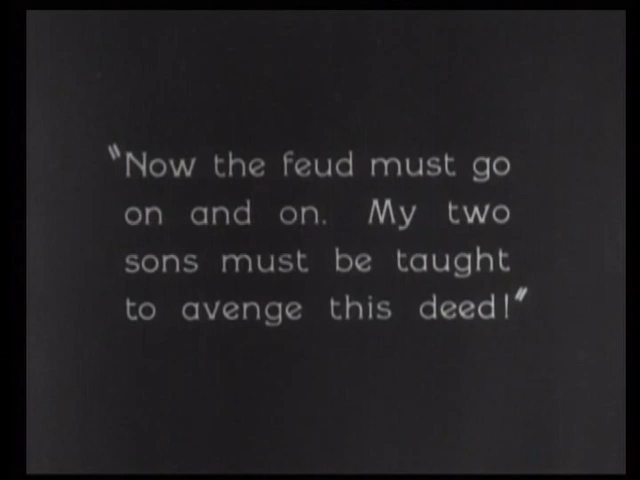 "Now the feud must go
on and on. My two
sons must be taught
to avenge this deed!"